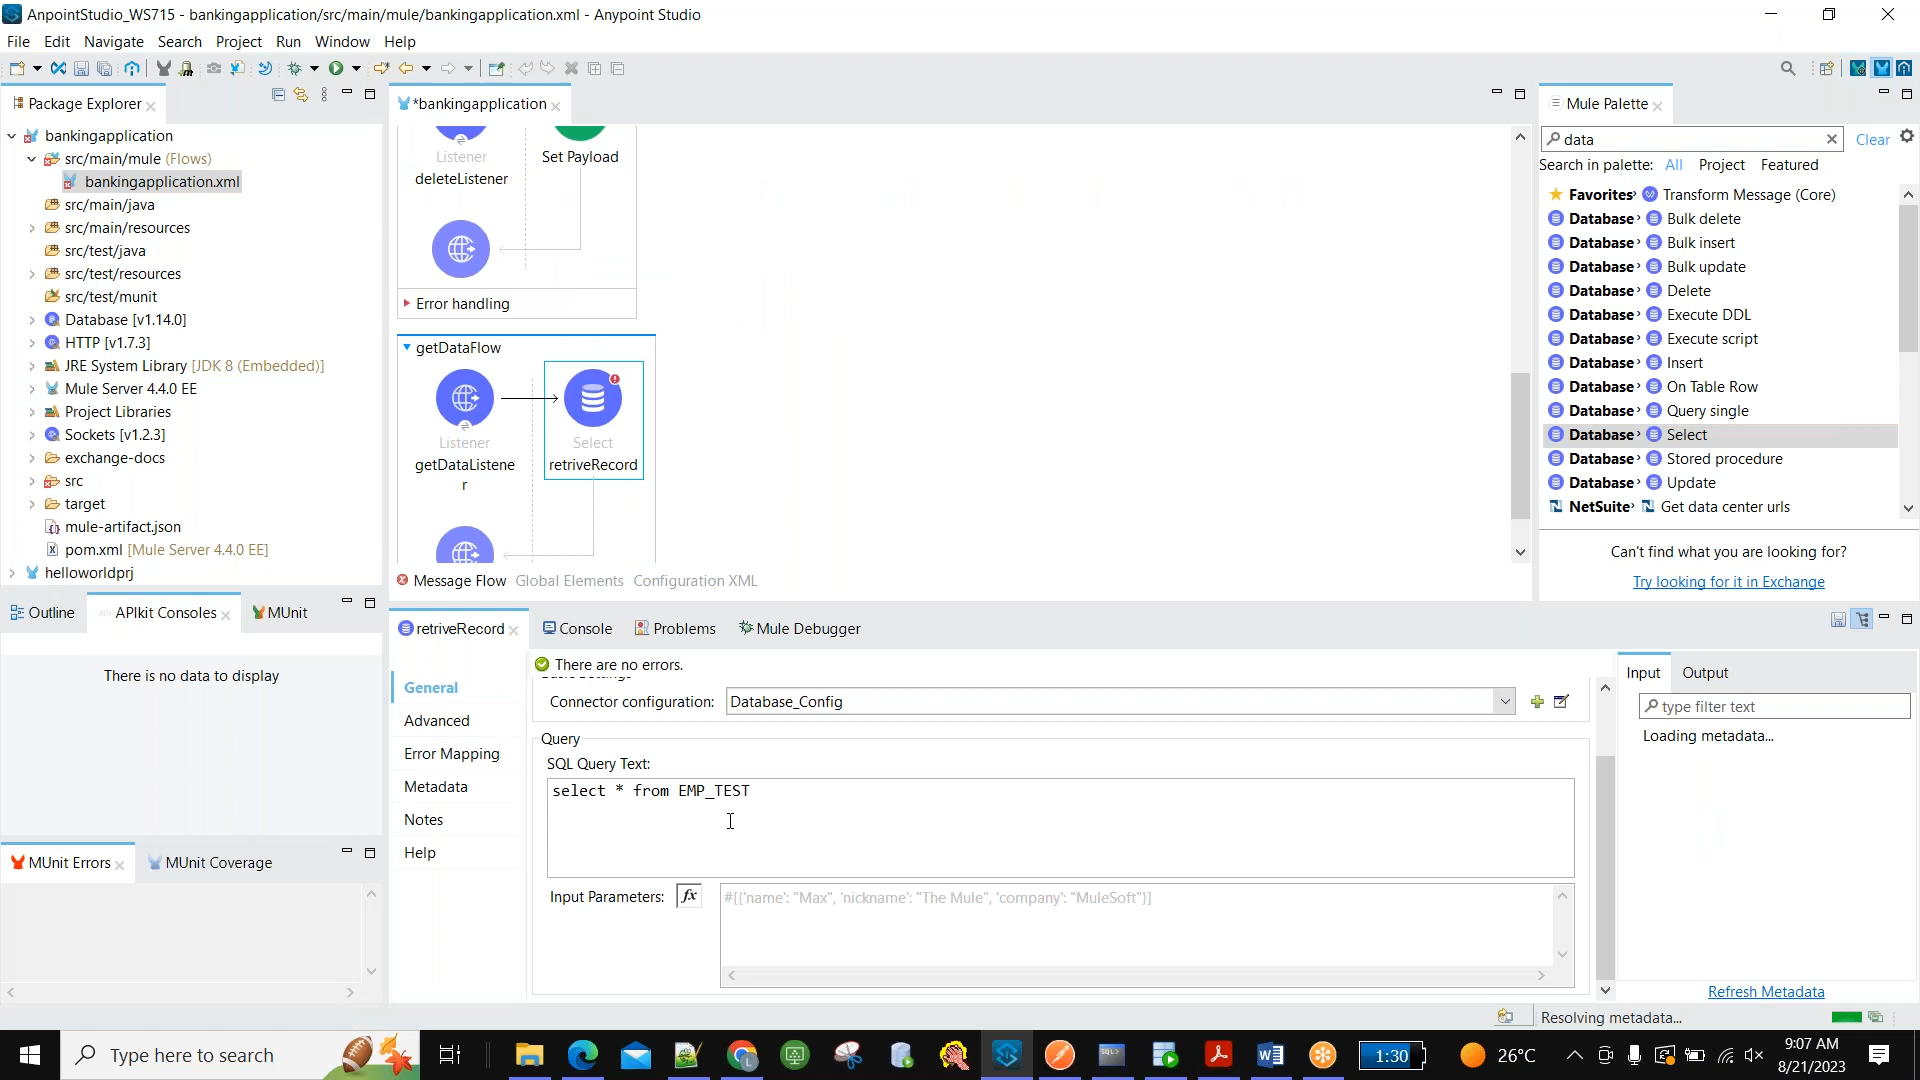 AnpointStudio_WS715 - bankingapplication/src/main/mule/bankingapplication.xml - Anypoint Studio
File Edit Navigate Search Project Run Window Help
Package Explorer
bankingapplication
src/main/mule (Flows)
bankingapplication.xml
src/main/java
src/main/resources
src/test/java
src/test/resources
src/test/munit
Database [v1.14.0]
HTTP [v1.7.3]
JRE System Library [JDK 8 (Embedded)]
Mule Server 4.4.0 EE
Project Libraries
Sockets [v1.2.3]
exchange-docs
src
target
mule-artifact.json
pom.xml [Mule Server 4.4.0 EE]
helloworldprj
Outline APIkit Consoles MUnit
There is no data to display
MUnit Errors MUnit Coverage
*bankingapplication
Listener
deleteListener
Set Payload
Error handling
getDataFlow
Listener
getDataListene
r
Select
retriveRecord
Message Flow Global Elements Configuration XML
retriveRecord Console Problems Mule Debugger
There are no errors.
General
Advanced
Error Mapping
Metadata
Notes
Help
Connector configuration: Database_Config
Query
SQL Query Text:
select * from EMP_TEST
Input Parameters: fx #[{'name': "Max", 'nickname': "The Mule", 'company': "MuleSoft"}]
Mule Palette
data Clear
Search in palette: All Project Featured
Favorites Transform Message (Core)
Database Bulk delete
Database Bulk insert
Database Bulk update
Database Delete
Database Execute DDL
Database Execute script
Database Insert
Database On Table Row
Database Query single
Database Select
Database Stored procedure
Database Update
NetSuite Get data center urls
Can't find what you are looking for?
Try looking for it in Exchange
Input Output
type filter text
Loading metadata...
Refresh Metadata
Resolving metadata...
Type here to search
SQL>
1:30
26°C
9:07 AM
8/21/2023